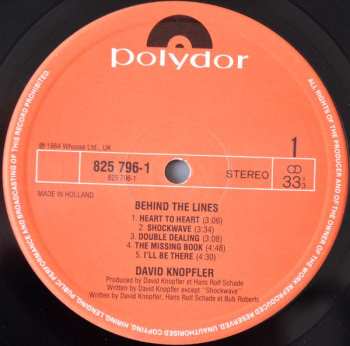 polydor
℗ 1984 Whoose Ltd., UK
825 796-1
825 796-1
MADE IN HOLLAND
STEREO
1
33⅓
BEHIND THE LINES
1. HEART TO HEART (3:06)
2. SHOCKWAVE (3:34)
3. DOUBLE DEALING (4:08)
4. THE MISSING BOOK (4:48)
5. I'LL BE THERE (4:30)
DAVID KNOPFLER
Produced by David Knopfler and Hans Rolf Schade
Written by David Knopfler except "Shockwave"
Written by David Knopfler, Hans Rolf Schade et Bub Roberts
ALL RIGHTS OF THE PRODUCER AND OF THE OWNER OF THE WORK REPRODUCED RESERVED. UNAUTHORISED COPYING, HIRING, LENDING, PUBLIC PERFORMANCE AND BROADCASTING OF THIS RECORD PROHIBITED.